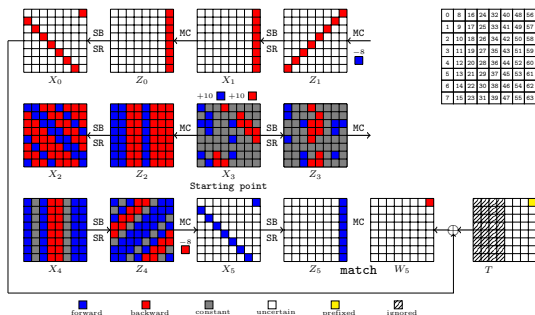 SB MC SB MC
SR SR −8
X0 Z0 X1 Z1
0 8 16 24 32 40 48 56
1 9 17 25 33 41 49 57
2 10 18 26 34 42 50 58
3 11 19 27 35 43 51 59
4 12 20 28 36 44 52 60
5 13 21 29 37 45 53 61
6 14 22 30 38 46 54 62
7 15 23 31 39 47 55 63
+10 +10
SB MC SB MC
SR SR
X2 Z2 X3 Z3
Starting point
SB MC SB MC
SR −8 SR
X4 Z4 X5 Z5 match W5 T
forward backward constant uncertain prefixed ignored